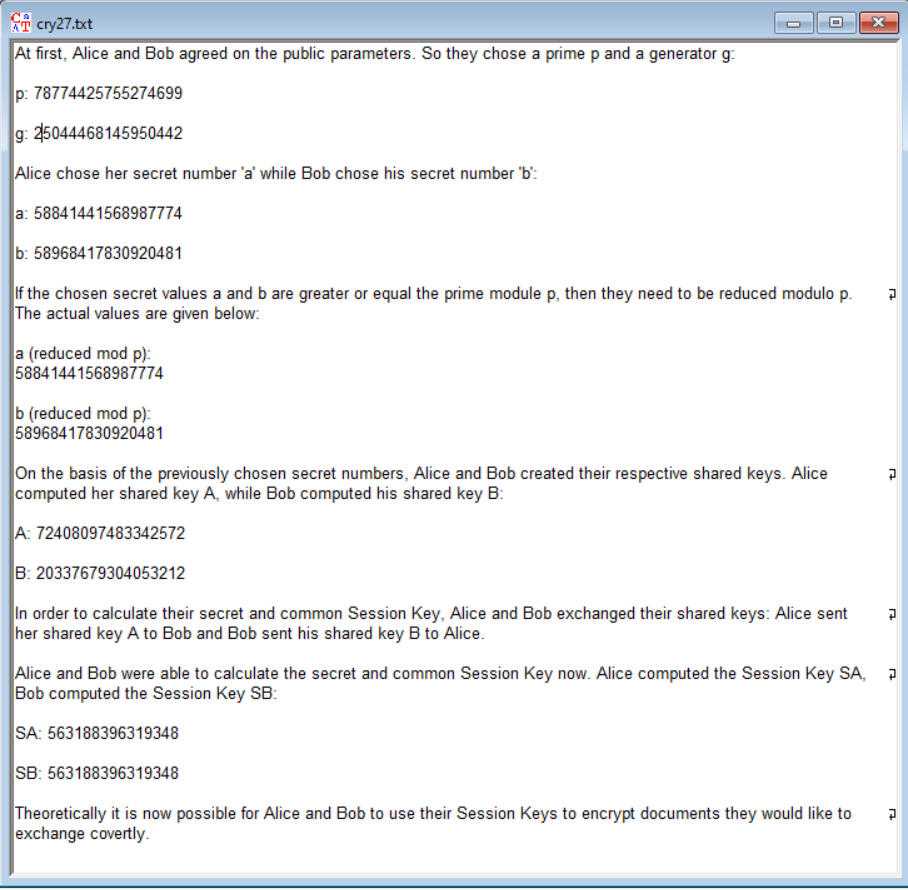 cry27.txt
At first, Alice and Bob agreed on the public parameters. So they chose a prime p and a generator g:
p: 78774425755274699
g: 25044468145950442
Alice chose her secret number 'a' while Bob chose his secret number 'b':
a: 58841441568987774
b: 58968417830920481
If the chosen secret values a and b are greater or equal the prime module p, then they need to be reduced modulo p.
The actual values are given below:
a (reduced mod p):
58841441568987774
b (reduced mod p):
58968417830920481
On the basis of the previously chosen secret numbers, Alice and Bob created their respective shared keys. Alice
computed her shared key A, while Bob computed his shared key B:
A: 72408097483342572
B: 20337679304053212
In order to calculate their secret and common Session Key, Alice and Bob exchanged their shared keys: Alice sent
her shared key A to Bob and Bob sent his shared key B to Alice.
Alice and Bob were able to calculate the secret and common Session Key now. Alice computed the Session Key SA,
Bob computed the Session Key SB:
SA: 563188396319348
SB: 563188396319348
Theoretically it is now possible for Alice and Bob to use their Session Keys to encrypt documents they would like to
exchange covertly.